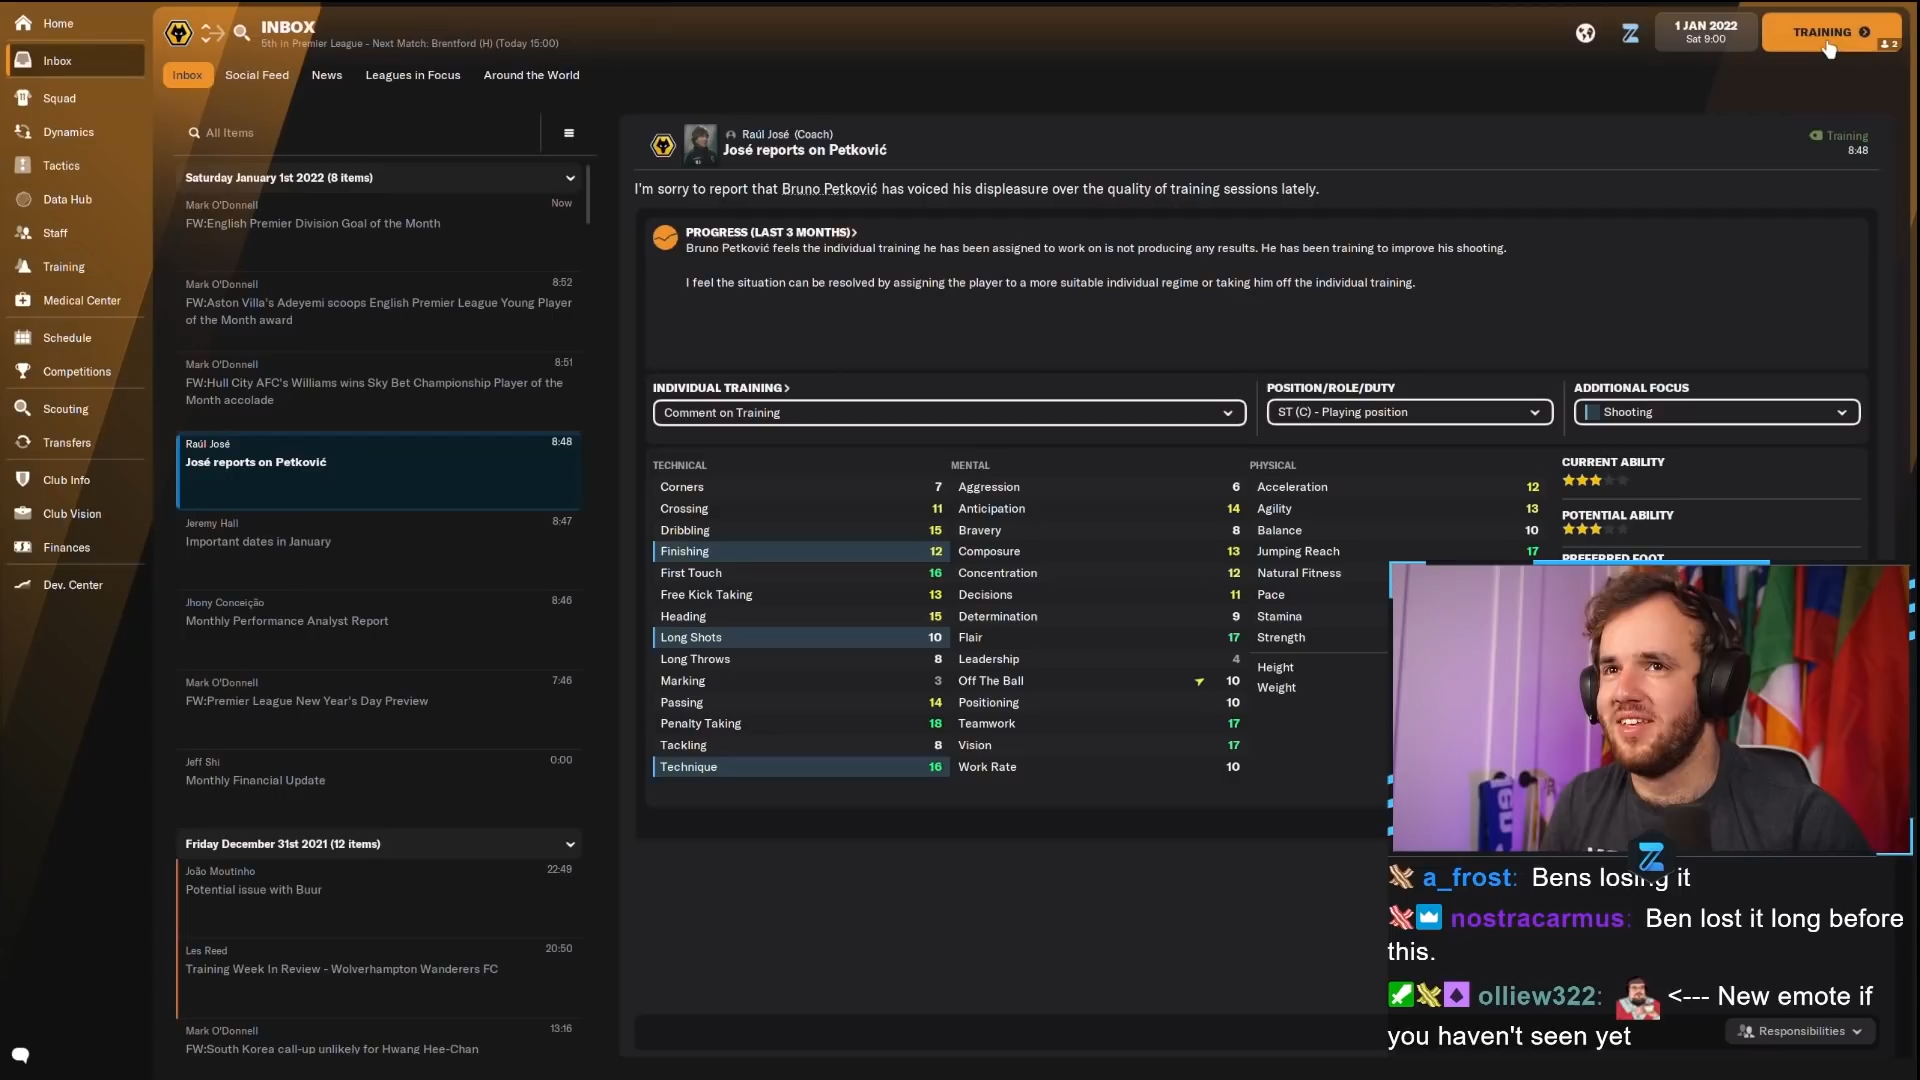 Home
Inbox
Squad
Dynamics
Tactics
Data Hub
Staff
Training
Medical Center
Schedule
Competitions
Scouting
Transfers
Club Info
Club Vision
Finances
Dev. Center
INBOX
5th in Premier League - Next Match: Brentford (H) (Today 15:00)
1 JAN 2022
Sat 9:00
TRAINING
2
Inbox Social Feed News Leagues in Focus Around the World
All Items
Saturday January 1st 2022 (8 items)
Mark O'Donnell Now
FW:English Premier Division Goal of the Month
Mark O'Donnell 8:52
FW:Aston Villa's Adeyemi scoops English Premier League Young Player
of the Month award
Mark O'Donnell 8:51
FW:Hull City AFC's Williams wins Sky Bet Championship Player of the
Month accolade
Raúl José 8:48
José reports on Petković
Jeremy Hall 8:47
Important dates in January
Jhony Conceição 8:46
Monthly Performance Analyst Report
Mark O'Donnell 7:46
FW:Premier League New Year's Day Preview
Jeff Shi 0:00
Monthly Financial Update
Friday December 31st 2021 (12 items)
João Moutinho 22:49
Potential issue with Buur
Les Reed 20:50
Training Week In Review - Wolverhampton Wanderers FC
Mark O'Donnell 13:16
FW:South Korea call-up unlikely for Hwang Hee-Chan
Raúl José (Coach)
José reports on Petković
Training
8:48
I'm sorry to report that Bruno Petković has voiced his displeasure over the quality of training sessions lately.
PROGRESS (LAST 3 MONTHS)>
Bruno Petković feels the individual training he has been assigned to work on is not producing any results. He has been training to improve his shooting.
I feel the situation can be resolved by assigning the player to a more suitable individual regime or taking him off the individual training.
INDIVIDUAL TRAINING> POSITION/ROLE/DUTY ADDITIONAL FOCUS
Comment on Training ST (C) - Playing position Shooting
TECHNICAL MENTAL PHYSICAL
Corners 7 Aggression 6 Acceleration 12
Crossing 11 Anticipation 14 Agility 13
Dribbling 15 Bravery 8 Balance 10
Finishing 12 Composure 13 Jumping Reach 17
First Touch 16 Concentration 12 Natural Fitness
Free Kick Taking 13 Decisions 11 Pace
Heading 15 Determination 9 Stamina
Long Shots 10 Flair 17 Strength
Long Throws 8 Leadership 4 Height
Marking 3 Off The Ball 10 Weight
Passing 14 Positioning 10
Penalty Taking 18 Teamwork 17
Tackling 8 Vision 17
Technique 16 Work Rate 10
CURRENT ABILITY
POTENTIAL ABILITY
PREFERRED FOOT
a_frost: Bens losing it
nostracarmus: Ben lost it long before
this.
olliew322: <--- New emote if
you haven't seen yet
Responsibilities